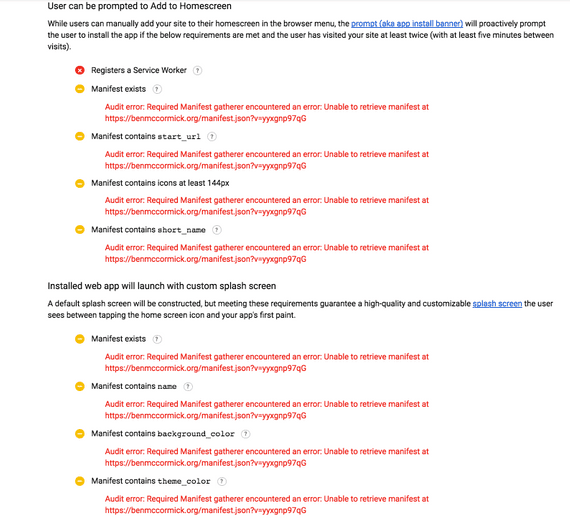 User can be prompted to Add to Homescreen
While users can manually add your site to their homescreen in the browser menu, the prompt (aka app install banner) will proactively prompt
the user to install the app if the below requirements are met and the user has visited your site at least twice (with at least five minutes between
visits).
Registers a Service Worker ?
Manifest exists ?
Audit error: Required Manifest gatherer encountered an error: Unable to retrieve manifest at
https://benmccormick.org/manifest.json?v=yyxgnp97qG
Manifest contains start_url ?
Audit error: Required Manifest gatherer encountered an error: Unable to retrieve manifest at
https://benmccormick.org/manifest.json?v=yyxgnp97qG
Manifest contains icons at least 144px
Audit error: Required Manifest gatherer encountered an error: Unable to retrieve manifest at
https://benmccormick.org/manifest.json?v=yyxgnp97qG
Manifest contains short_name ?
Audit error: Required Manifest gatherer encountered an error: Unable to retrieve manifest at
https://benmccormick.org/manifest.json?v=yyxgnp97qG
Installed web app will launch with custom splash screen
A default splash screen will be constructed, but meeting these requirements guarantee a high-quality and customizable splash screen the user
sees between tapping the home screen icon and your app's first paint.
Manifest exists ?
Audit error: Required Manifest gatherer encountered an error: Unable to retrieve manifest at
https://benmccormick.org/manifest.json?v=yyxgnp97qG
Manifest contains name ?
Audit error: Required Manifest gatherer encountered an error: Unable to retrieve manifest at
https://benmccormick.org/manifest.json?v=yyxgnp97qG
Manifest contains background_color ?
Audit error: Required Manifest gatherer encountered an error: Unable to retrieve manifest at
https://benmccormick.org/manifest.json?v=yyxgnp97qG
Manifest contains theme_color ?
Audit error: Required Manifest gatherer encountered an error: Unable to retrieve manifest at
https://benmccormick.org/manifest.json?v=yyxgnp97qG